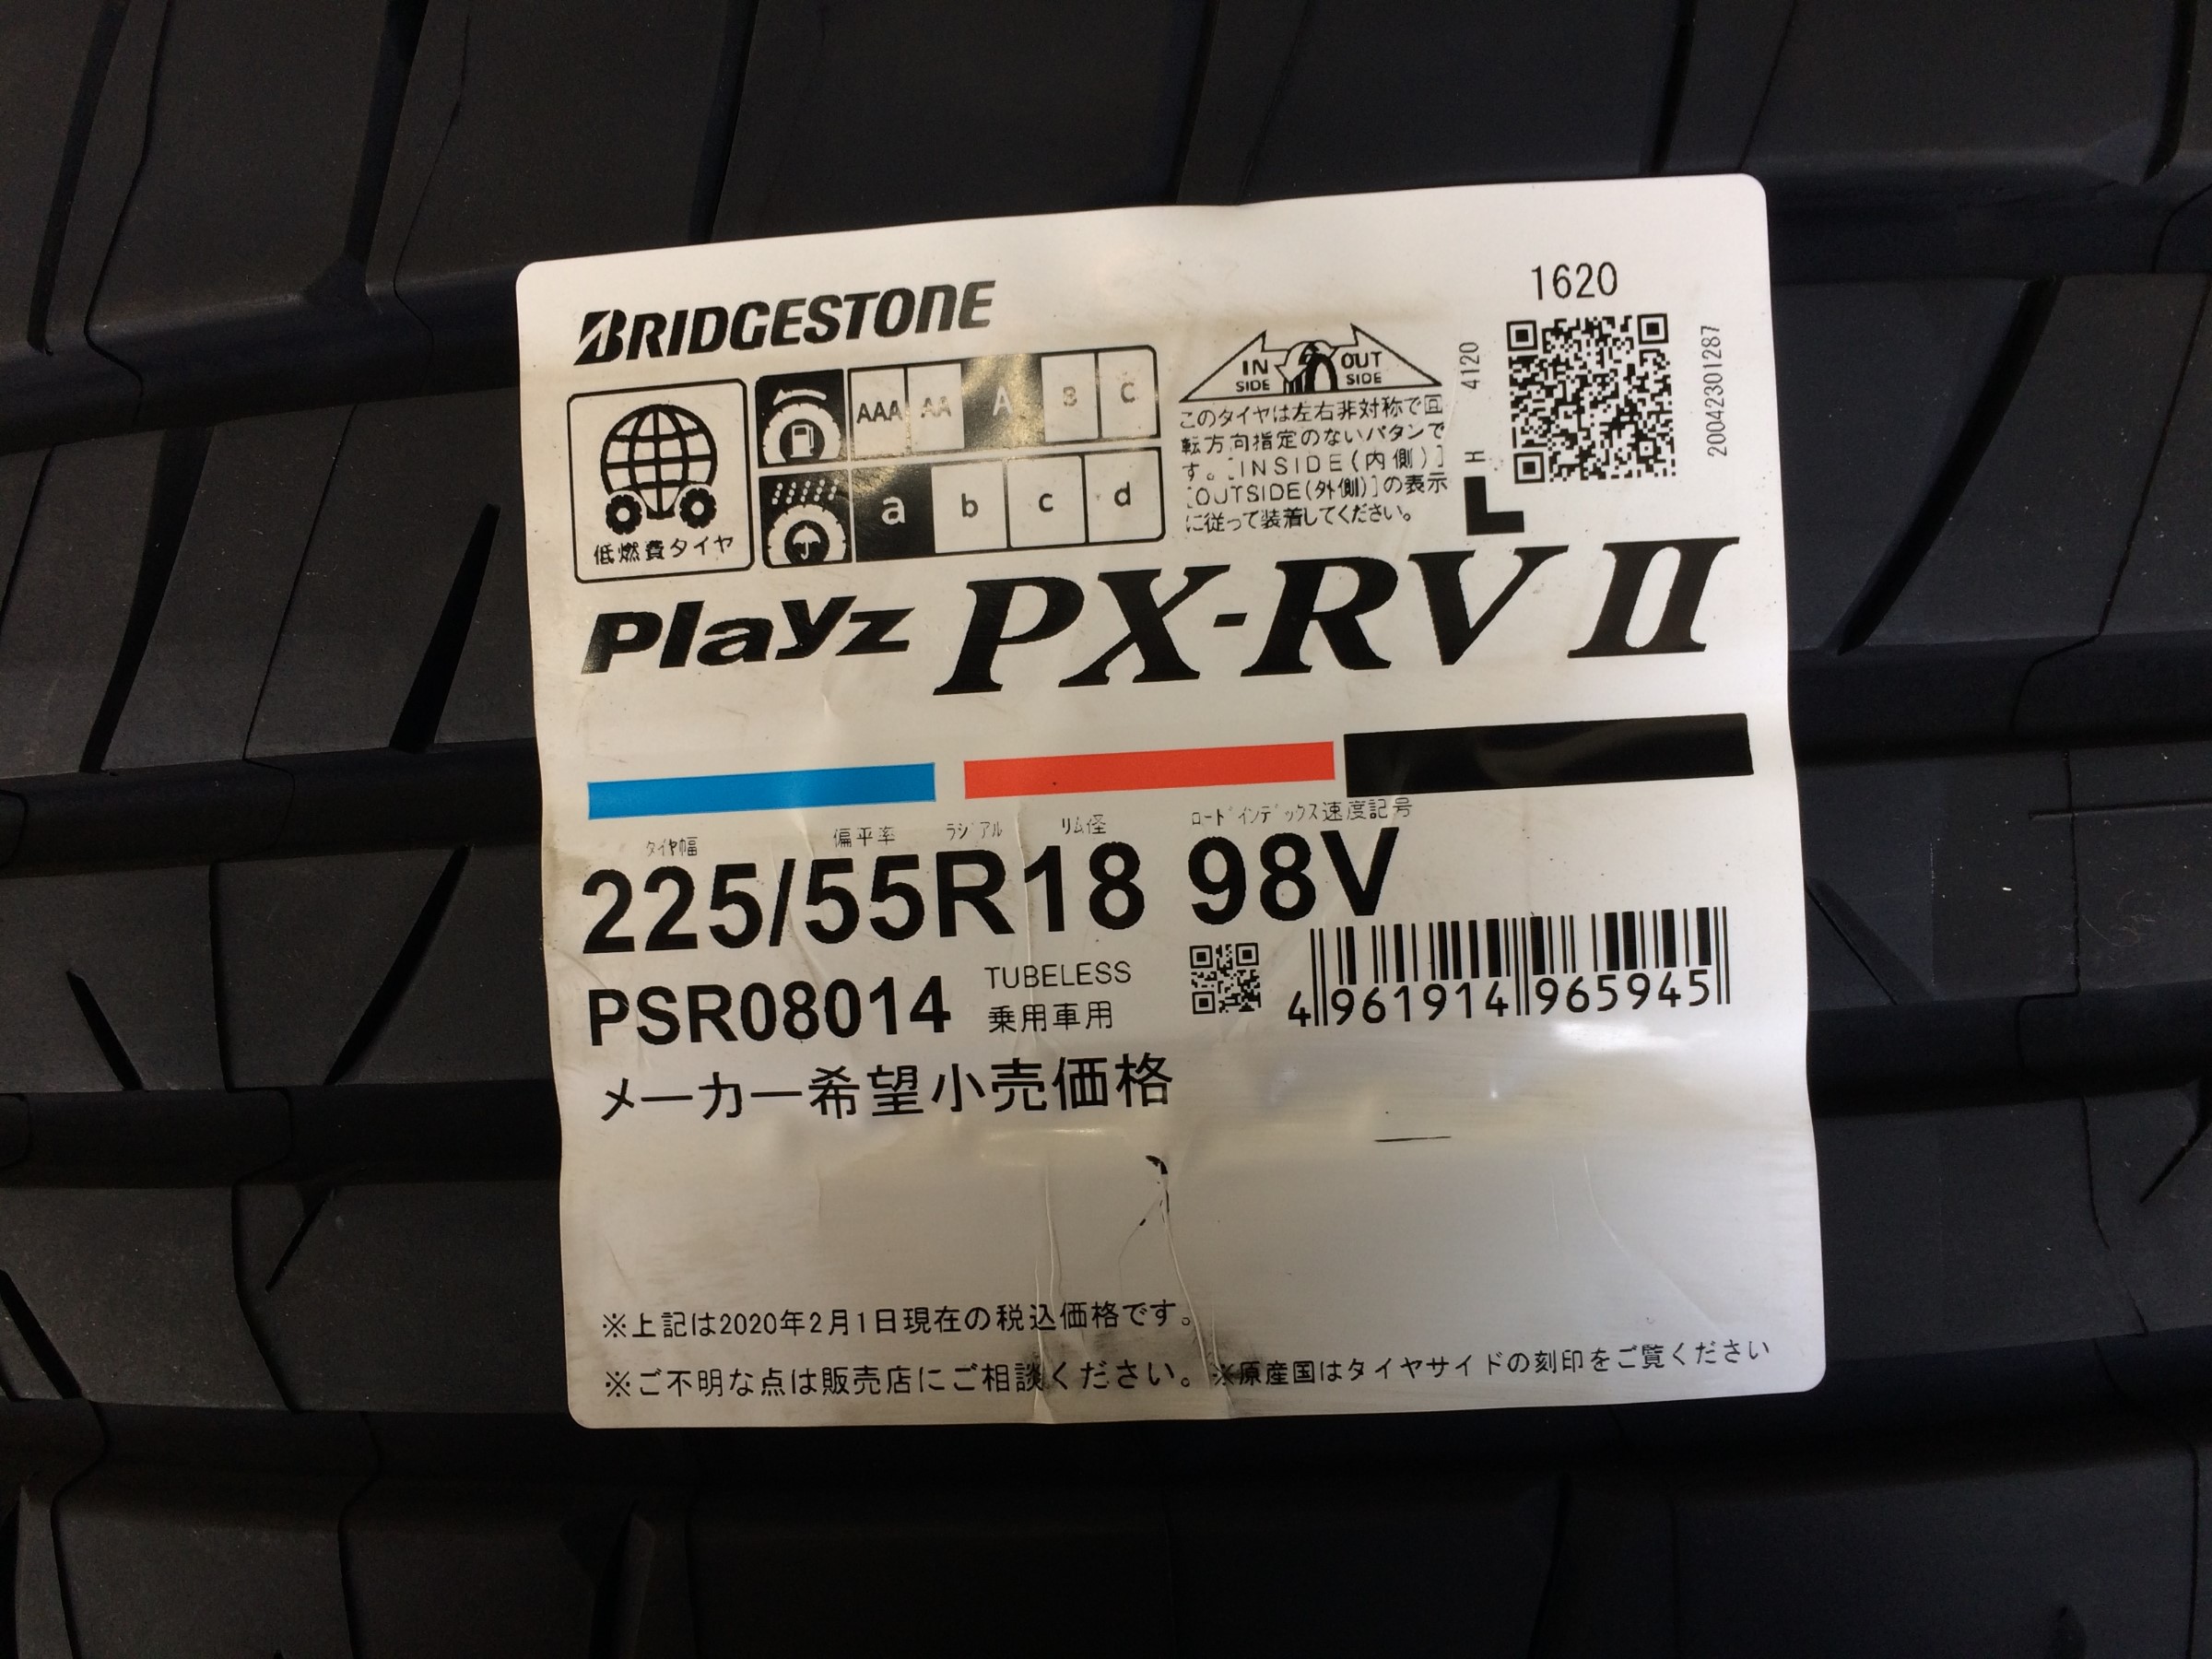 BRIDGESTONE
1620
低燃費タイヤ
AAA AA A B C
a b c d
IN SIDE OUT SIDE
このタイヤは左右非対称で回
転方向指定のないパタンで
す。[INSIDE(内側)]
[OUTSIDE(外側)]の表示
に従って装着してください。
4120
H
L
20042301287
Playz PX-RV II
タイヤ幅 偏平率 ラジアル リム径 ロードインデックス速度記号
225/55R18 98V
PSR08014
TUBELESS
乗用車用
4961914965945
メーカー希望小売価格
※上記は2020年2月1日現在の税込価格です。
※ご不明な点は販売店にご相談ください。※原産国はタイヤサイドの刻印をご覧ください